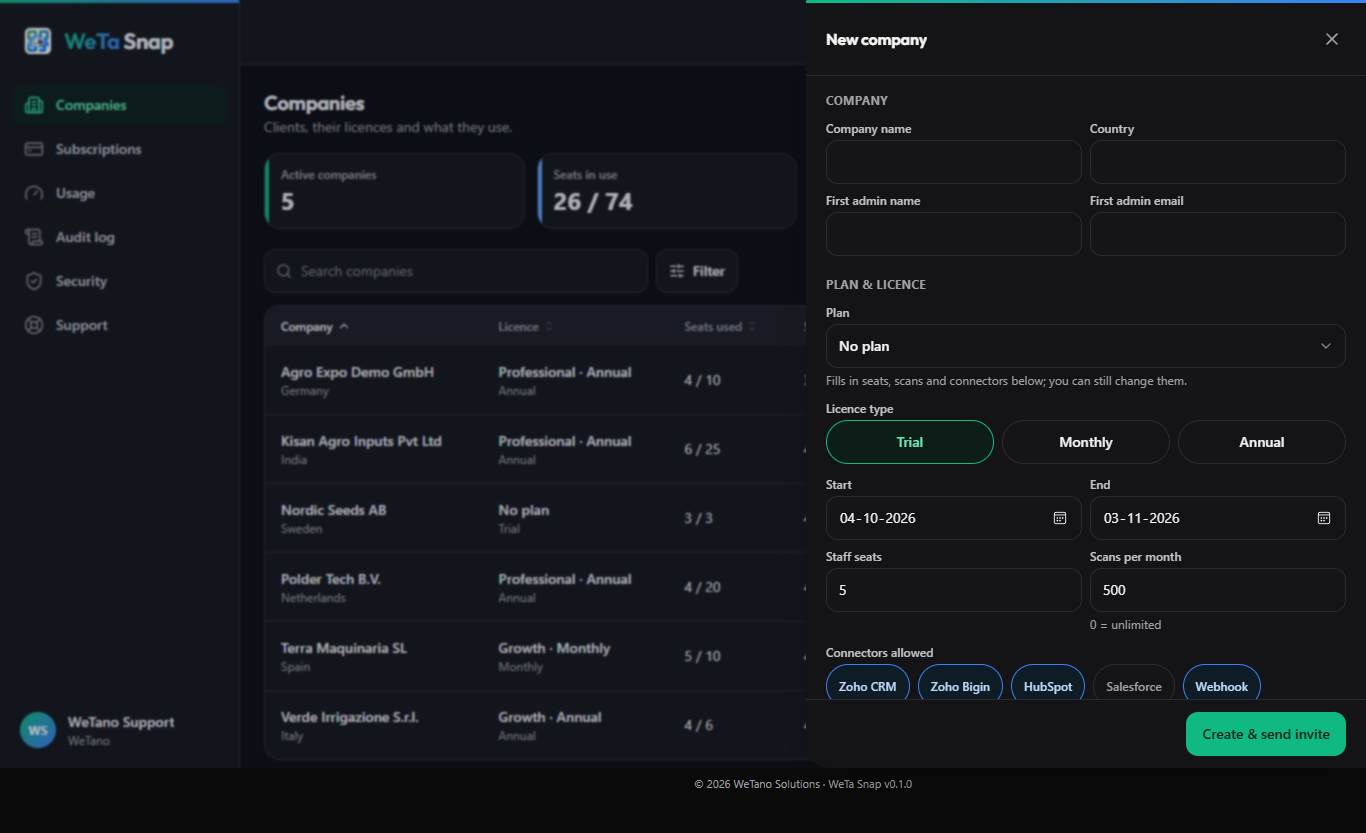 WeTa Snap
Companies
Subscriptions
Usage
Audit log
Security
Support
WS
WeTano Support
WeTano
Companies
Clients, their licences and what they use.
Active companies
5
Seats in use
26 / 74
Search companies
Filter
Company Licence Seats used
Agro Expo Demo GmbH Professional · Annual 4 / 10
Germany Annual
Kisan Agro Inputs Pvt Ltd Professional · Annual 6 / 25
India Annual
Nordic Seeds AB No plan 3 / 3
Sweden Trial
Polder Tech B.V. Professional · Annual 4 / 20
Netherlands Annual
Terra Maquinaria SL Growth · Monthly 5 / 10
Spain Monthly
Verde Irrigazione S.r.l. Growth · Annual 4 / 6
Italy Annual
New company
COMPANY
Company name Country
First admin name First admin email
PLAN & LICENCE
Plan
No plan
Fills in seats, scans and connectors below; you can still change them.
Licence type
Trial Monthly Annual
Start End
04-10-2026 03-11-2026
Staff seats Scans per month
5 500
0 = unlimited
Connectors allowed
Zoho CRM Zoho Bigin HubSpot Salesforce Webhook
Create & send invite
© 2026 WeTano Solutions · WeTa Snap v0.1.0